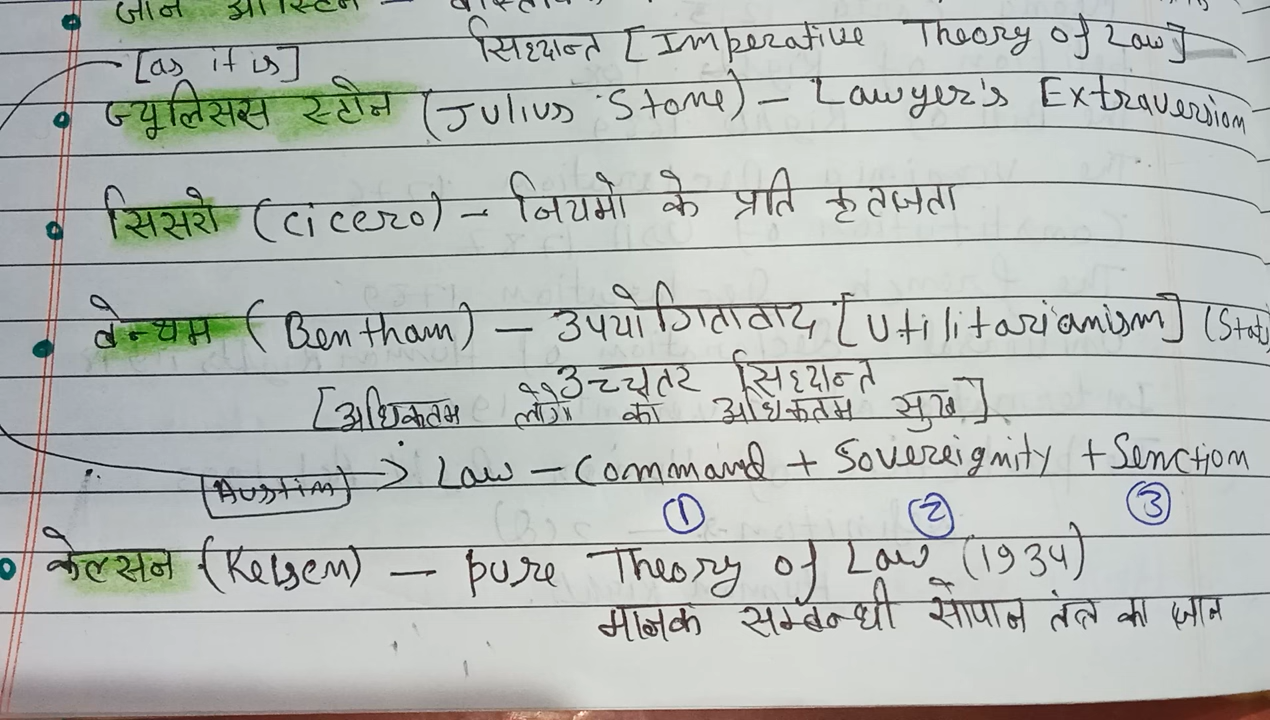 जॉन ऑस्टिन –
सिध्दान्त [Imperative Theory of Law]
[as it is]
ज्यूलिसस स्टोन (Julius Stone) – Lawyer's Extraversion
सिसरो (Cicero) – नियमो के प्रति कृतज्ञता
बेन्थम (Bentham) – उपयोगितावाद [Utilitarianism]
"उच्चतर सिध्दान्त
[अधिकतम लोगो का अधिकतम सुख]
Austin → Law – Command + Sovereignity + Senction
① ② ③
केल्सन (Kelsen) – pure Theory of Law (1934)
मानक सम्बन्धी सोपान तंत्र का ज्ञान